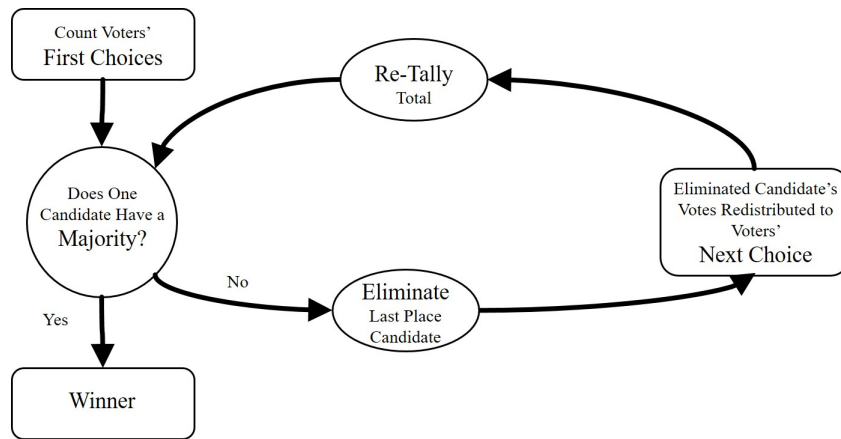 Count Voters’
First Choices
Re-Tally
Total
Does One
Candidate Have a
Majority?
Eliminated Candidate’s
Votes Redistributed to
Voters’
Next Choice
No
Eliminate
Last Place
Candidate
Yes
Winner